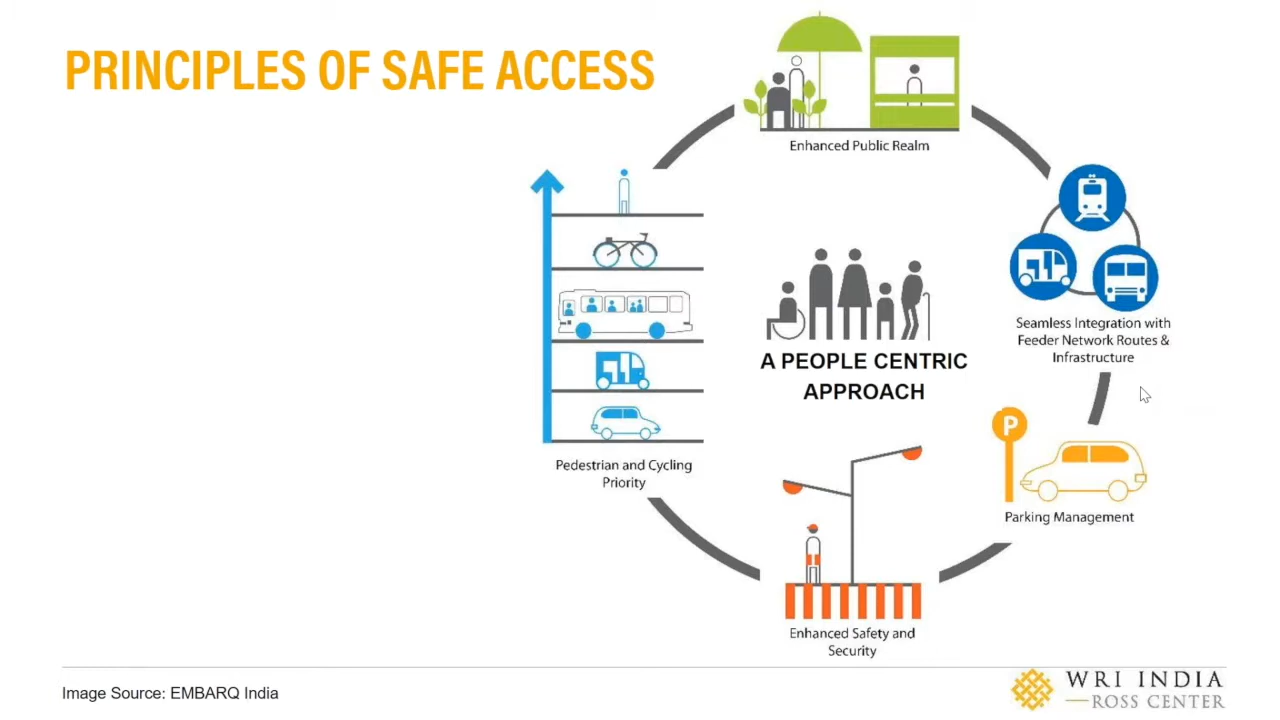 PRINCIPLES OF SAFE ACCESS
Enhanced Public Realm
Seamless Integration with
Feeder Network Routes &
Infrastructure
A PEOPLE CENTRIC
APPROACH
P
Parking Management
Pedestrian and Cycling
Priority
Enhanced Safety and
Security
Image Source: EMBARQ India
WRI INDIA
ROSS CENTER